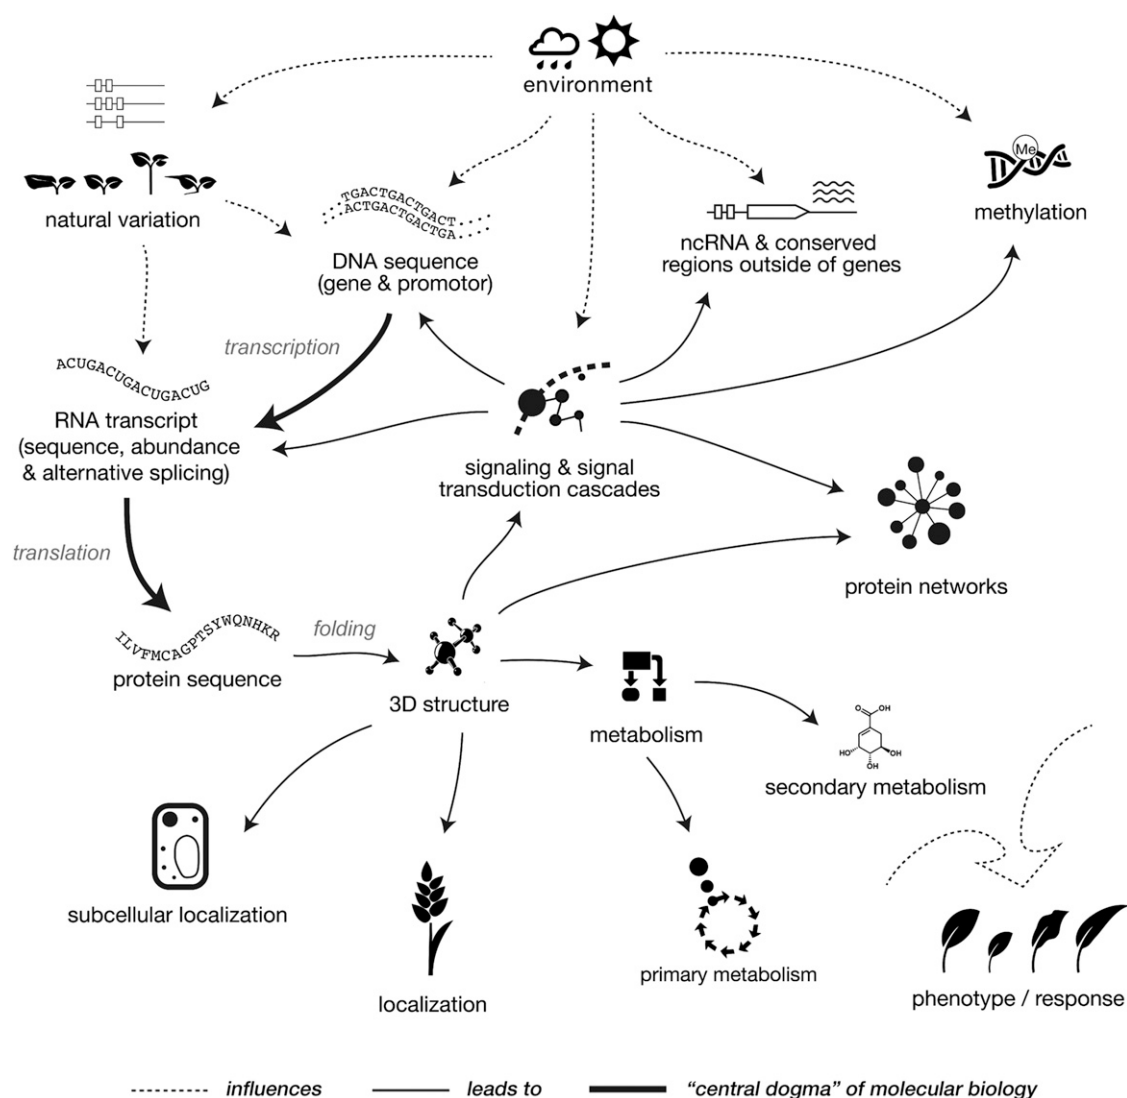 environment
natural variation
TGACTGACTGACT
ACTGACTGACTGA
DNA sequence
(gene & promotor)
ncRNA & conserved
regions outside of genes
Me
methylation
transcription
ACUGACUGACUGACUG
RNA transcript
(sequence, abundance
& alternative splicing)
signaling & signal
transduction cascades
translation
protein networks
ILVFMCAGPTSYWQNHKR
protein sequence
folding
3D structure
metabolism
OH
O
HO
OH
OH
secondary metabolism
subcellular localization
localization
primary metabolism
phenotype / response
influences
leads to
“central dogma” of molecular biology